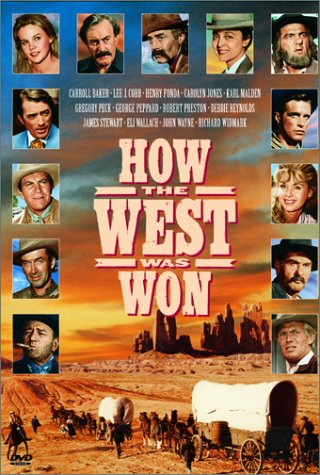 CARROLL BAKER • LEE J. COBB • HENRY FONDA • CAROLYN JONES • KARL MALDEN
GREGORY PECK • GEORGE PEPPARD • ROBERT PRESTON • DEBBIE REYNOLDS
JAMES STEWART • ELI WALLACH • JOHN WAYNE • RICHARD WIDMARK
HOW
THE
WEST
WAS
WON
DVD
VIDEO